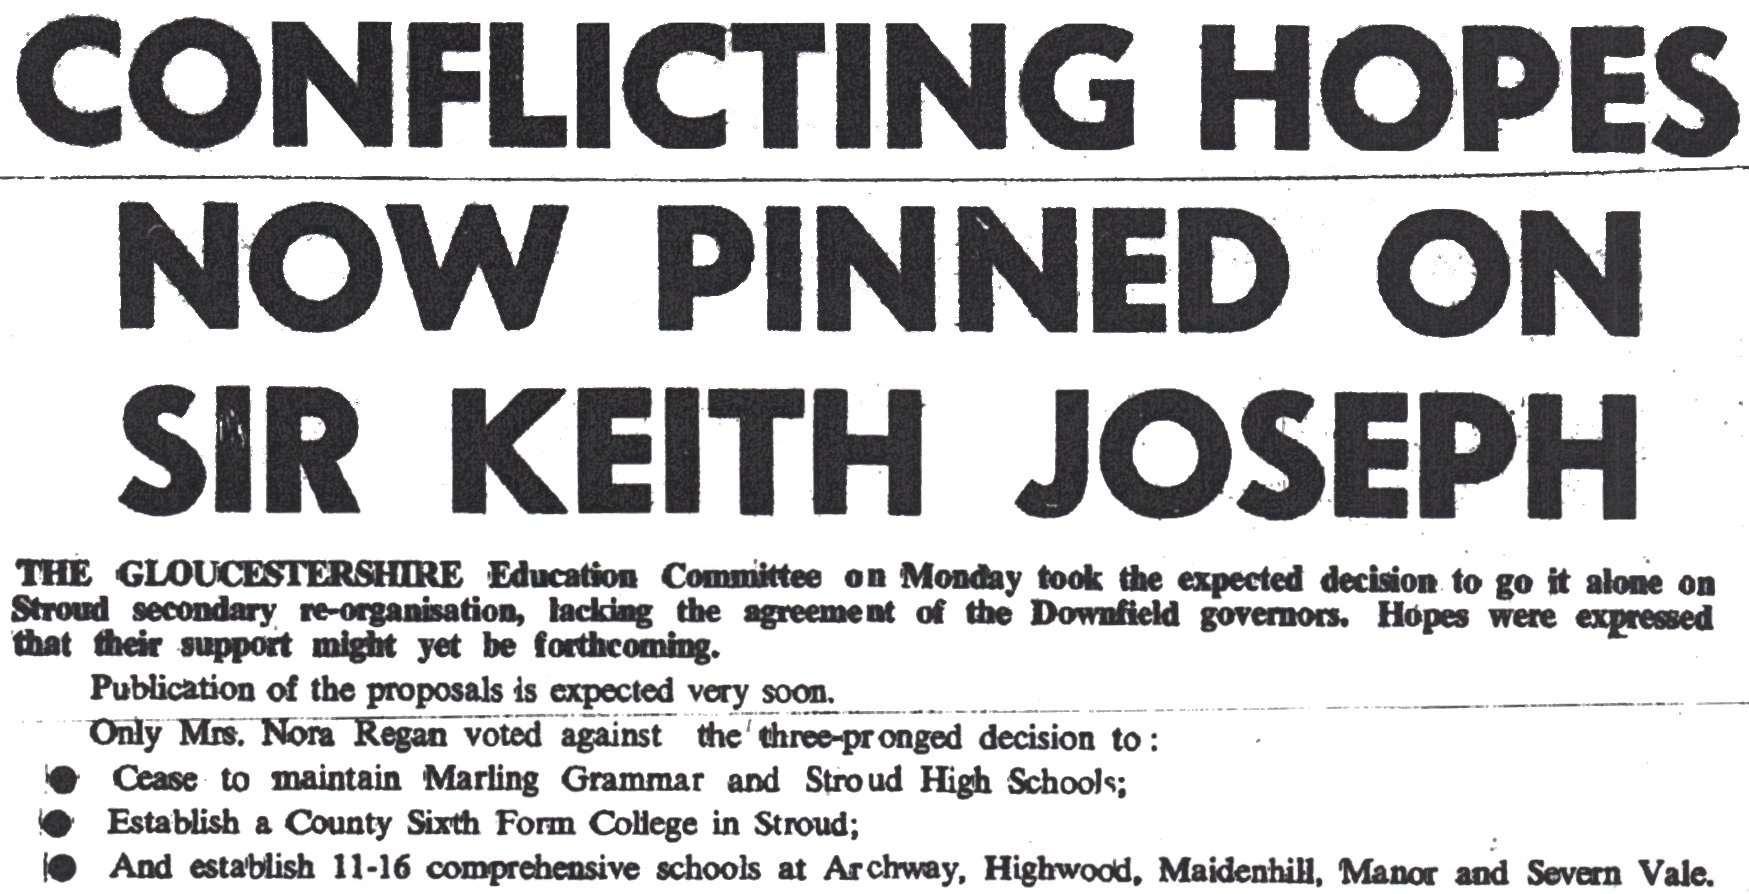 CONFLICTING HOPES
NOW PINNED ON
SIR KEITH JOSEPH
THE GLOUCESTERSHIRE Education Committee on Monday took the expected decision to go it alone on
Stroud secondary re-organisation, lacking the agreement of the Downfield governors. Hopes were expressed
that their support might yet be forthcoming.
Publication of the proposals is expected very soon.
Only Mrs. Nora Regan voted against the three-pronged decision to :
● Cease to maintain Marling Grammar and Stroud High Schools;
● Establish a County Sixth Form College in Stroud;
● And establish 11-16 comprehensive schools at Archway, Highwood, Maidenhill, Manor and Severn Vale.